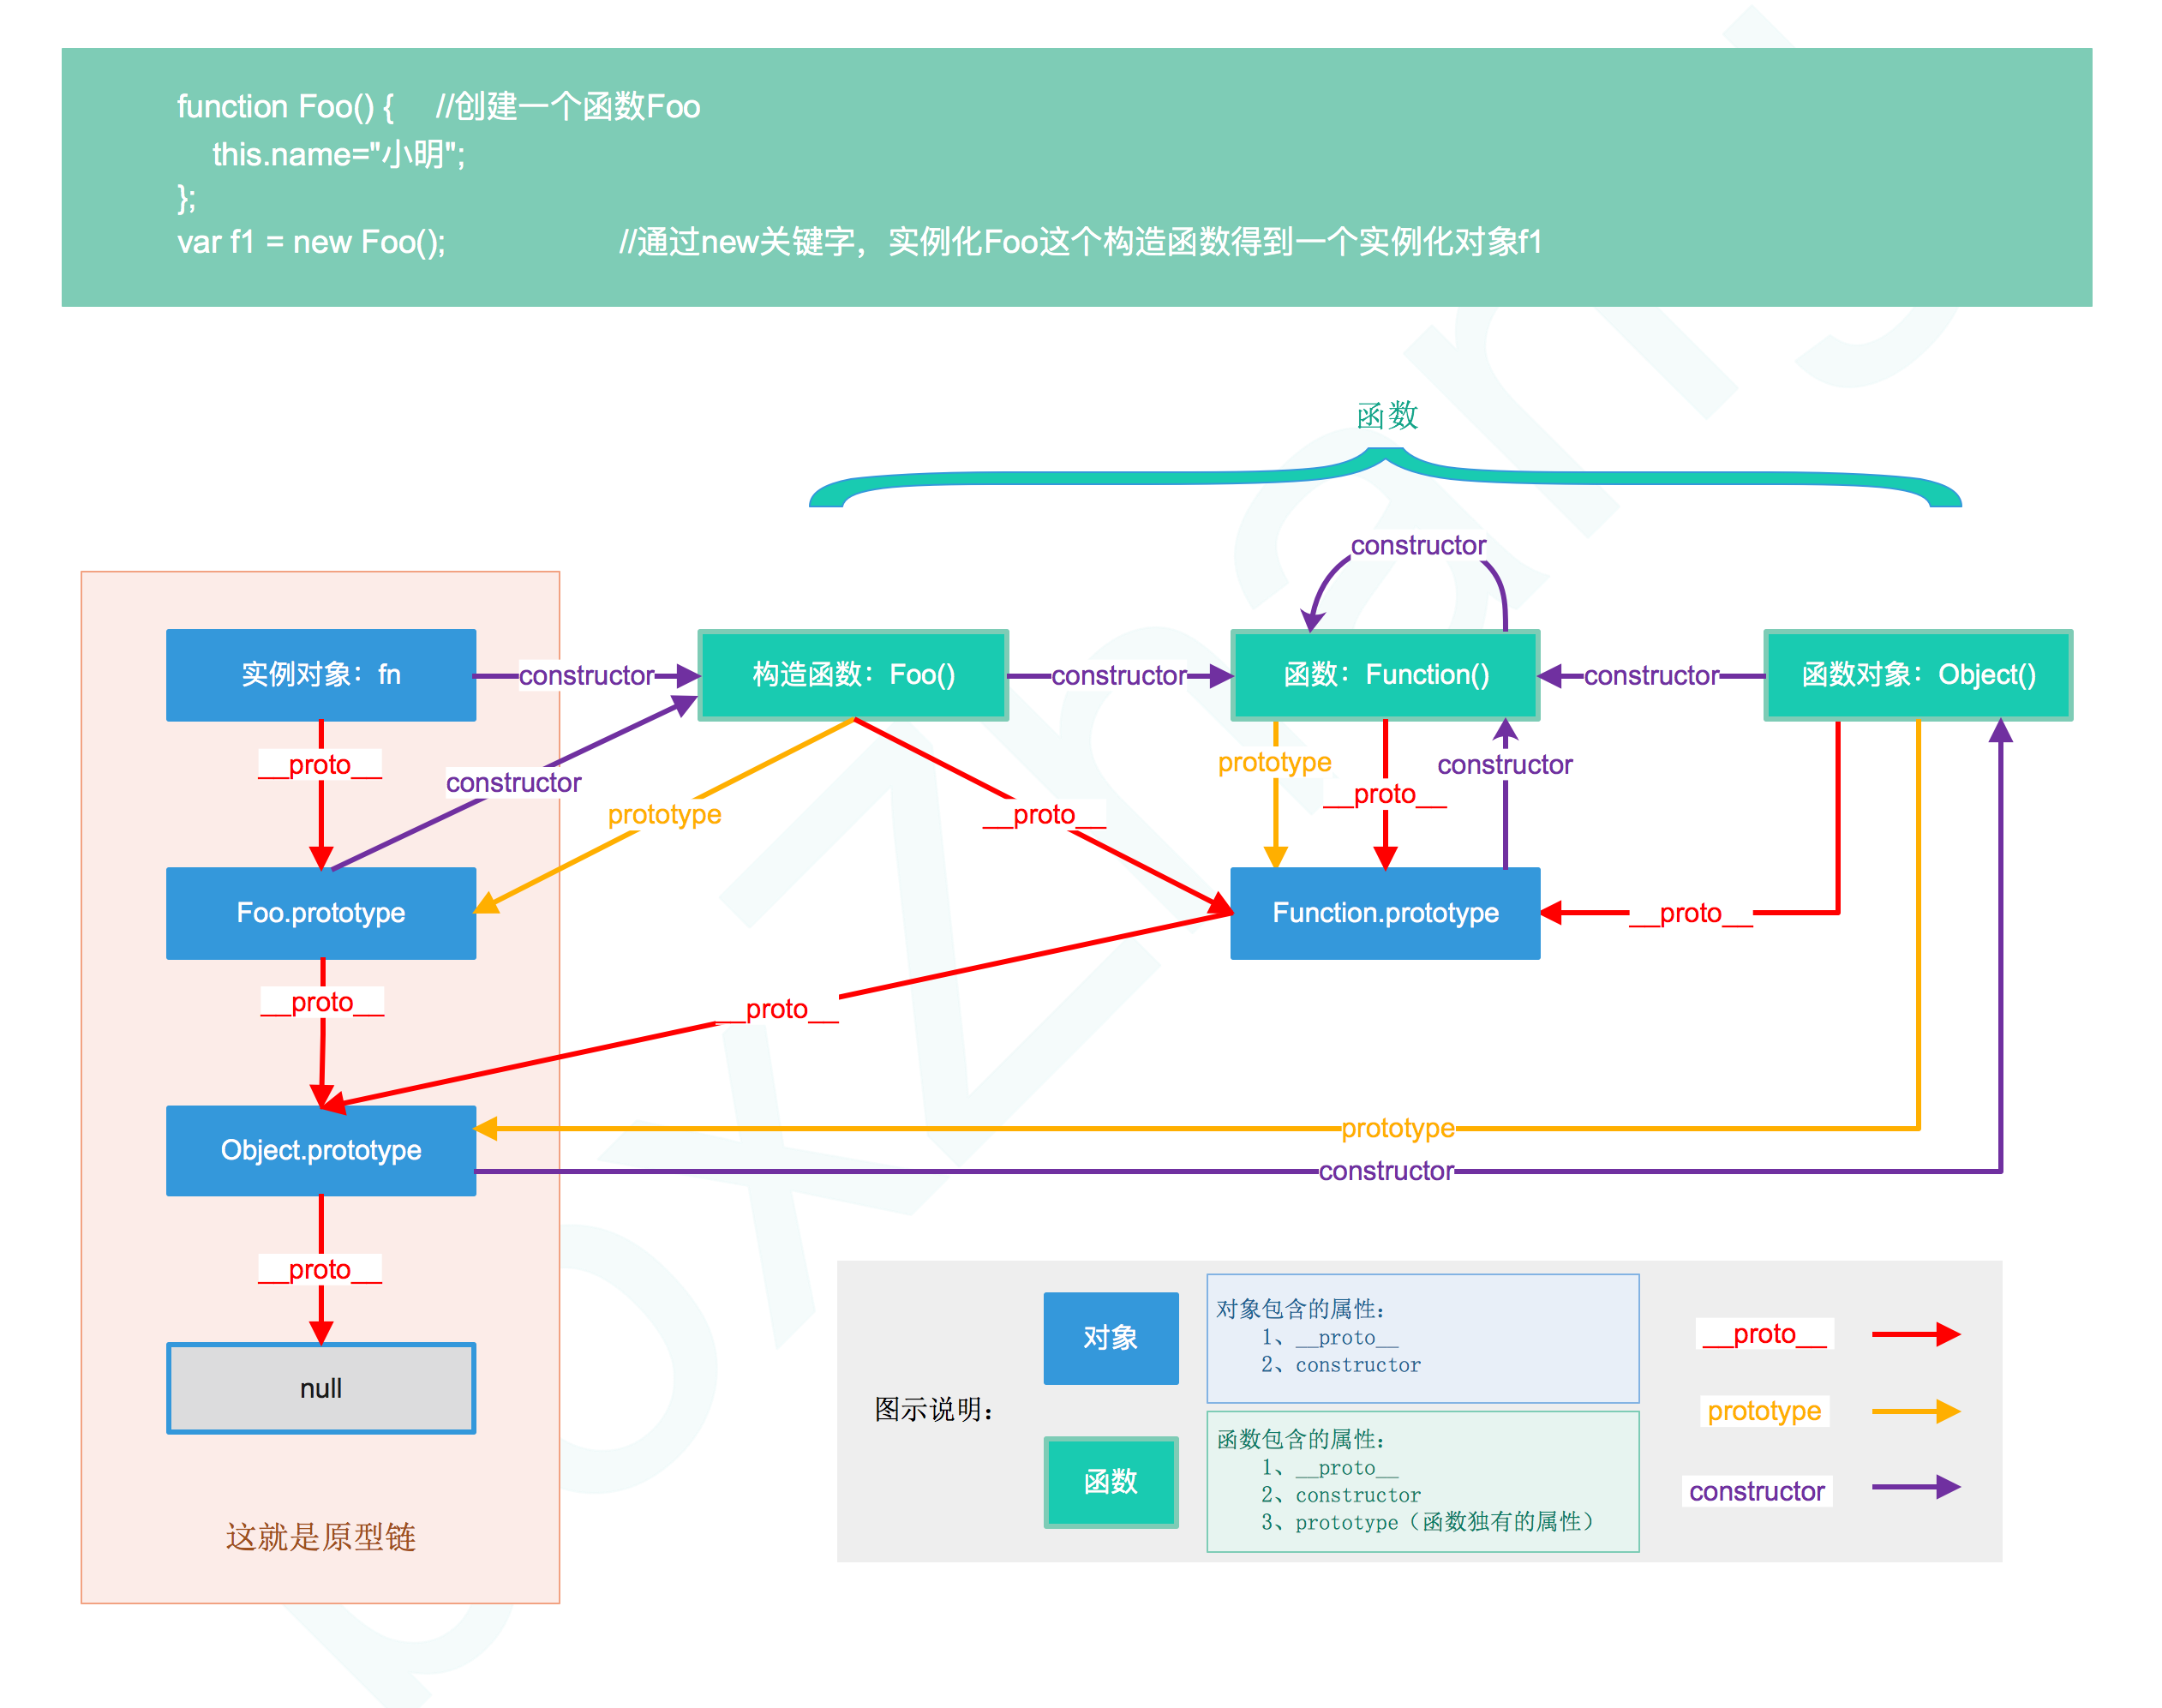 function Foo() {     //创建一个函数Foo
    this.name="小明";
};
var f1 = new Foo();                    //通过new关键字，实例化Foo这个构造函数得到一个实例化对象f1
函数
constructor
实例对象：fn
constructor
构造函数：Foo()
constructor
函数：Function()
constructor
函数对象：Object()
__proto__
constructor
prototype
__proto__
prototype
__proto__
constructor
Foo.prototype
Function.prototype
__proto__
__proto__
__proto__
prototype
Object.prototype
constructor
__proto__
null
这就是原型链
图示说明：
对象
对象包含的属性：
1、__proto__
2、constructor
函数
函数包含的属性：
1、__proto__
2、constructor
3、prototype（函数独有的属性）
__proto__
prototype
constructor